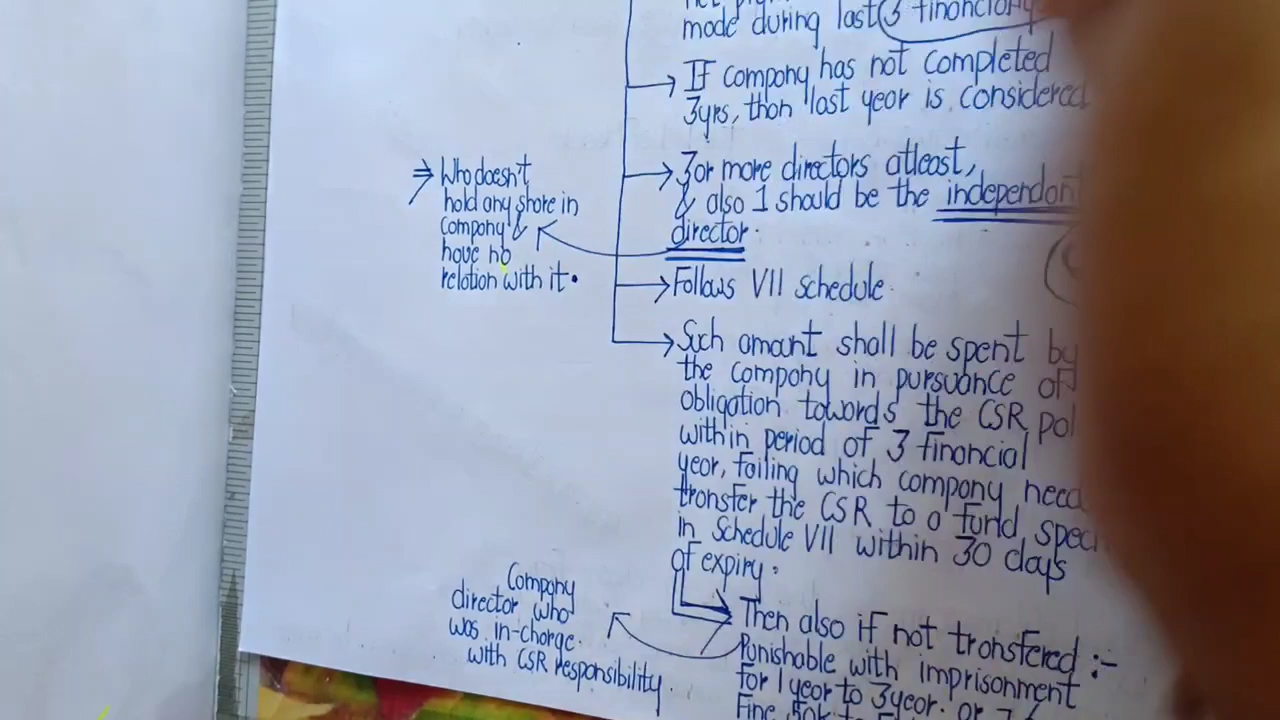 mode during last 3 financial
→ If company has not completed
3yrs, than last year is considered
→ 3 or more directors atleast,
& also 1 should be the independant
director.
⇒ Who doesn't
hold any share in
company &
have no
relation with it.
→ Follows VII schedule.
→ Such amount shall be spent by
the company in pursuance of
obligation towards the CSR
within period of 3 financial
year, failing which company need
transfer the CSR to a fund
in Schedule VII within 30 days
of expiry.
Company
director who
was in-charge.
with CSR responsibility.
Then also if not transfered :-
Punishable with imprisonment
for 1 year to 3 year. or
Fine 50k to